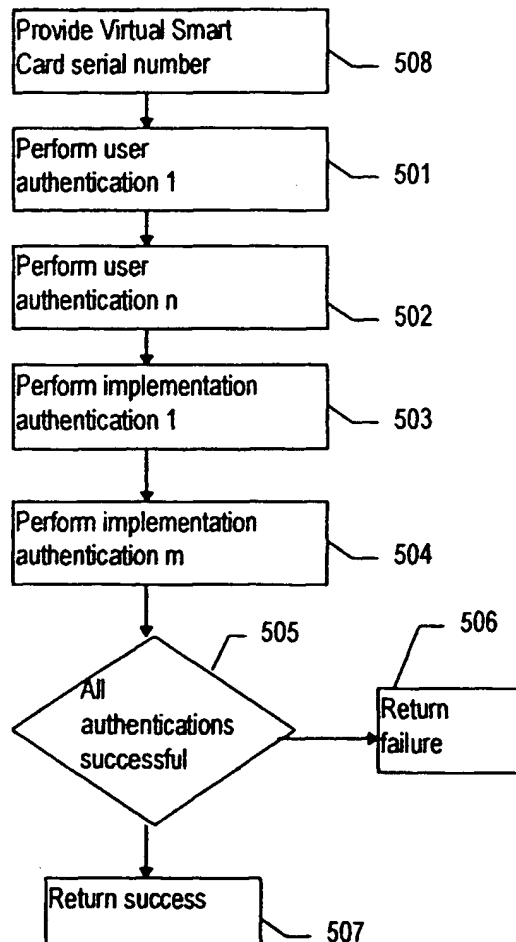 Provide Virtual Smart
Card serial number
508
Perform user
authentication 1
501
Perform user
authentication n
502
Perform implementation
authentication 1
503
Perform implementation
authentication m
504
505
All
authentications
successful
506
Return
failure
Return success
507